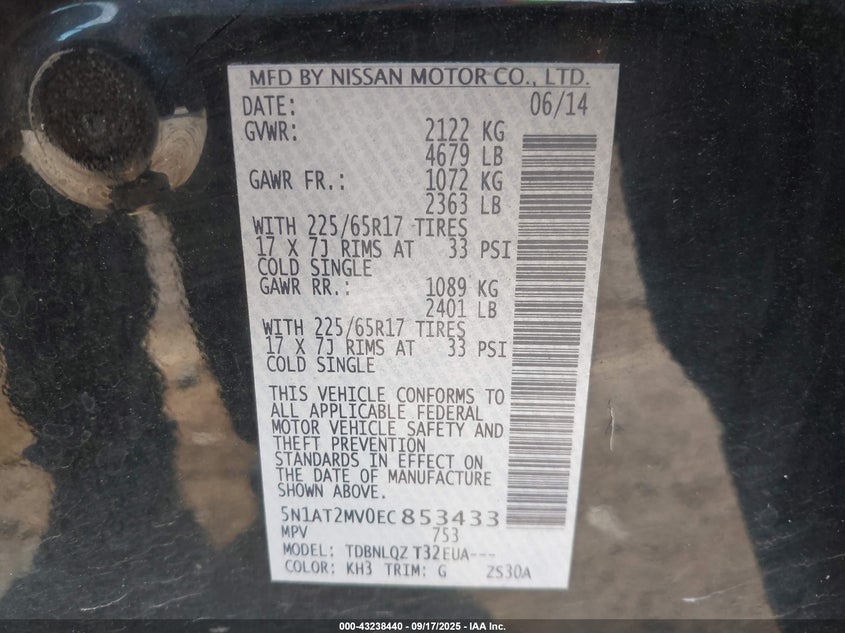 MFD BY NISSAN MOTOR CO., LTD.
DATE: 06/14
GVWR: 2122 KG
4679 LB
GAWR FR.: 1072 KG
2363 LB
WITH 225/65R17 TIRES
17 X 7J RIMS AT 33 PSI
COLD SINGLE
GAWR RR.: 1089 KG
2401 LB
WITH 225/65R17 TIRES
17 X 7J RIMS AT 33 PSI
COLD SINGLE
THIS VEHICLE CONFORMS TO
ALL APPLICABLE FEDERAL
MOTOR VEHICLE SAFETY AND
THEFT PREVENTION
STANDARDS IN EFFECT ON
THE DATE OF MANUFACTURE
SHOWN ABOVE.
5N1AT2MV0EC853433
MPV 753
MODEL: TDBNLQZ T32EUA---
COLOR: KH3 TRIM: G ZS30A
000-43238440 - 09/17/2025 - IAA Inc.